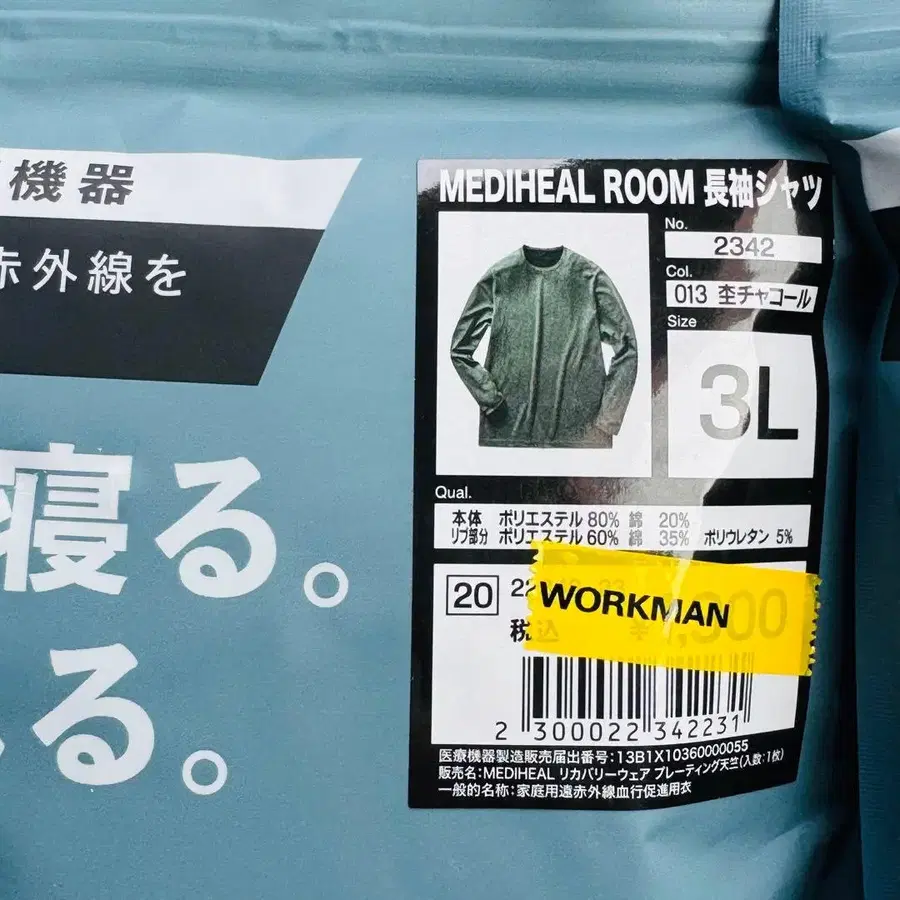 機器
赤外線を
寝る。
る。
MEDIHEAL ROOM 長袖シャツ
No.
2342
Col.
013 杢チャコール
Size
3L
Qual.
本体 ポリエステル 80% 綿 20%
リブ部分 ポリエステル 60% 綿 35% ポリウレタン 5%
20
WORKMAN
税込
2 300022 342231
医療機器製造販売届出番号:13B1X10360000055
販売名:MEDIHEAL リカバリーウェア プレーティング天竺(入数:1枚)
一般的名称:家庭用遠赤外線血行促進用衣